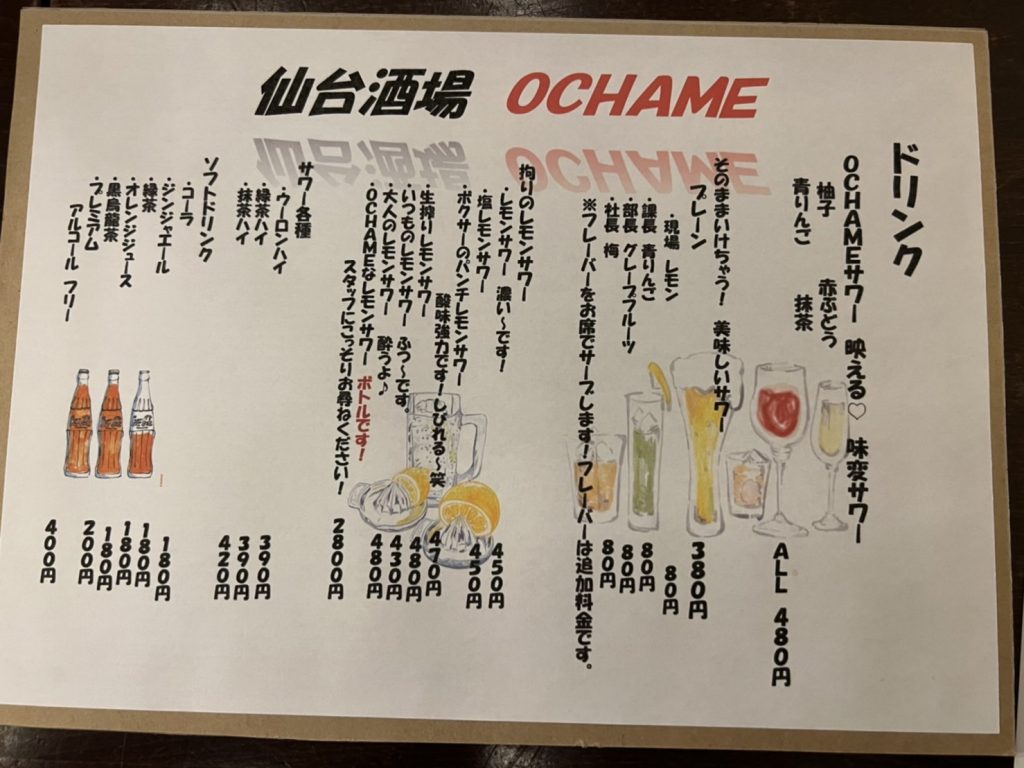 仙台酒場 OCHAME
ドリンク
OCHAMEサワー 映える♡ 味変サワー
柚子 赤ぶどう
青りんご 抹茶
ALL 480円
そのままいけちゃう! 美味しいサワー
プレーン 380円
・現場 レモン 80円
・課長 青りんご 80円
・部長 グレープフルーツ 80円
・社長 梅 80円
※フレーバーをお席でサーブします!フレーバーは追加料金です。
拘りのレモンサワー
・レモンサワー 濃い〜です! 450円
・塩レモンサワー 450円
ボクサーのパンチレモンサワー
酸味強力です!しびれる〜笑 470円
生搾りレモンサワー 480円
・いつものレモンサワー ふつ〜です。 430円
・大人のレモンサワー 酔うよ♪ 480円
・OCHAMEなレモンサワー ボトルです! 2800円
スタッフにこっそりお尋ねください!
サワー各種
・ウーロンハイ 390円
・緑茶ハイ 390円
・抹茶ハイ 420円
ソフトドリンク
・コーラ 180円
・ジンジャエール 180円
・緑茶 180円
・オレンジジュース 180円
・黒烏龍茶 200円
・プレミアム
アルコール フリー 400円